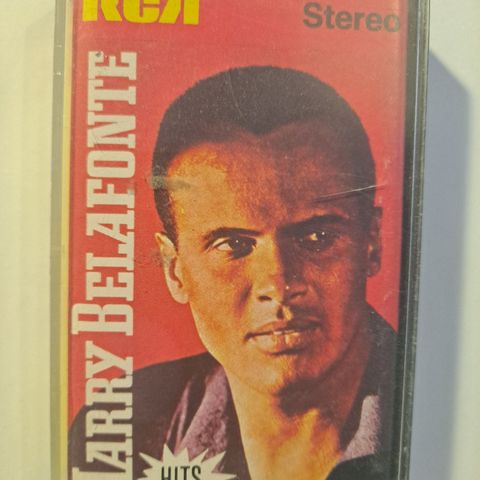 RCA
Stereo
HARRY BELAFONTE
HITS